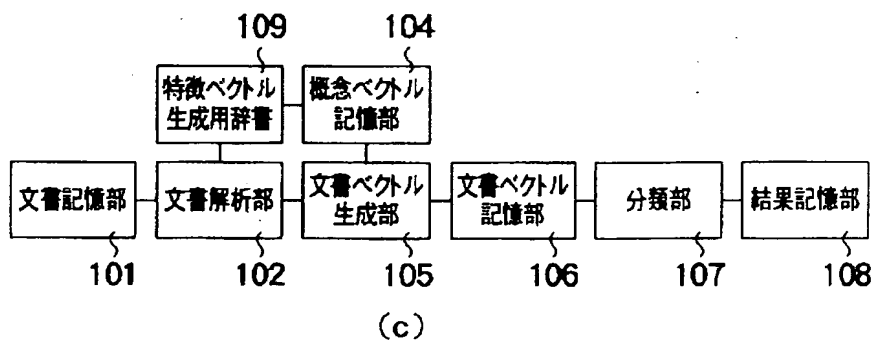 109
104
特徴ベクトル
生成用辞書
概念ベクトル
記憶部
文書記憶部
文書解析部
文書ベクトル
生成部
文書ベクトル
記憶部
分類部
結果記憶部
101
102
105
106
107
108
(c)